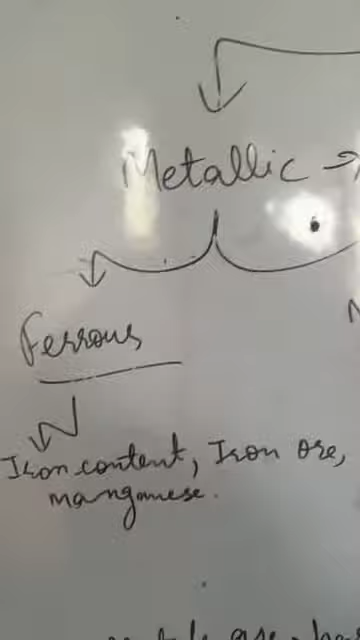 Metallic →
Ferrous
Iron content, Iron ore,
manganese.